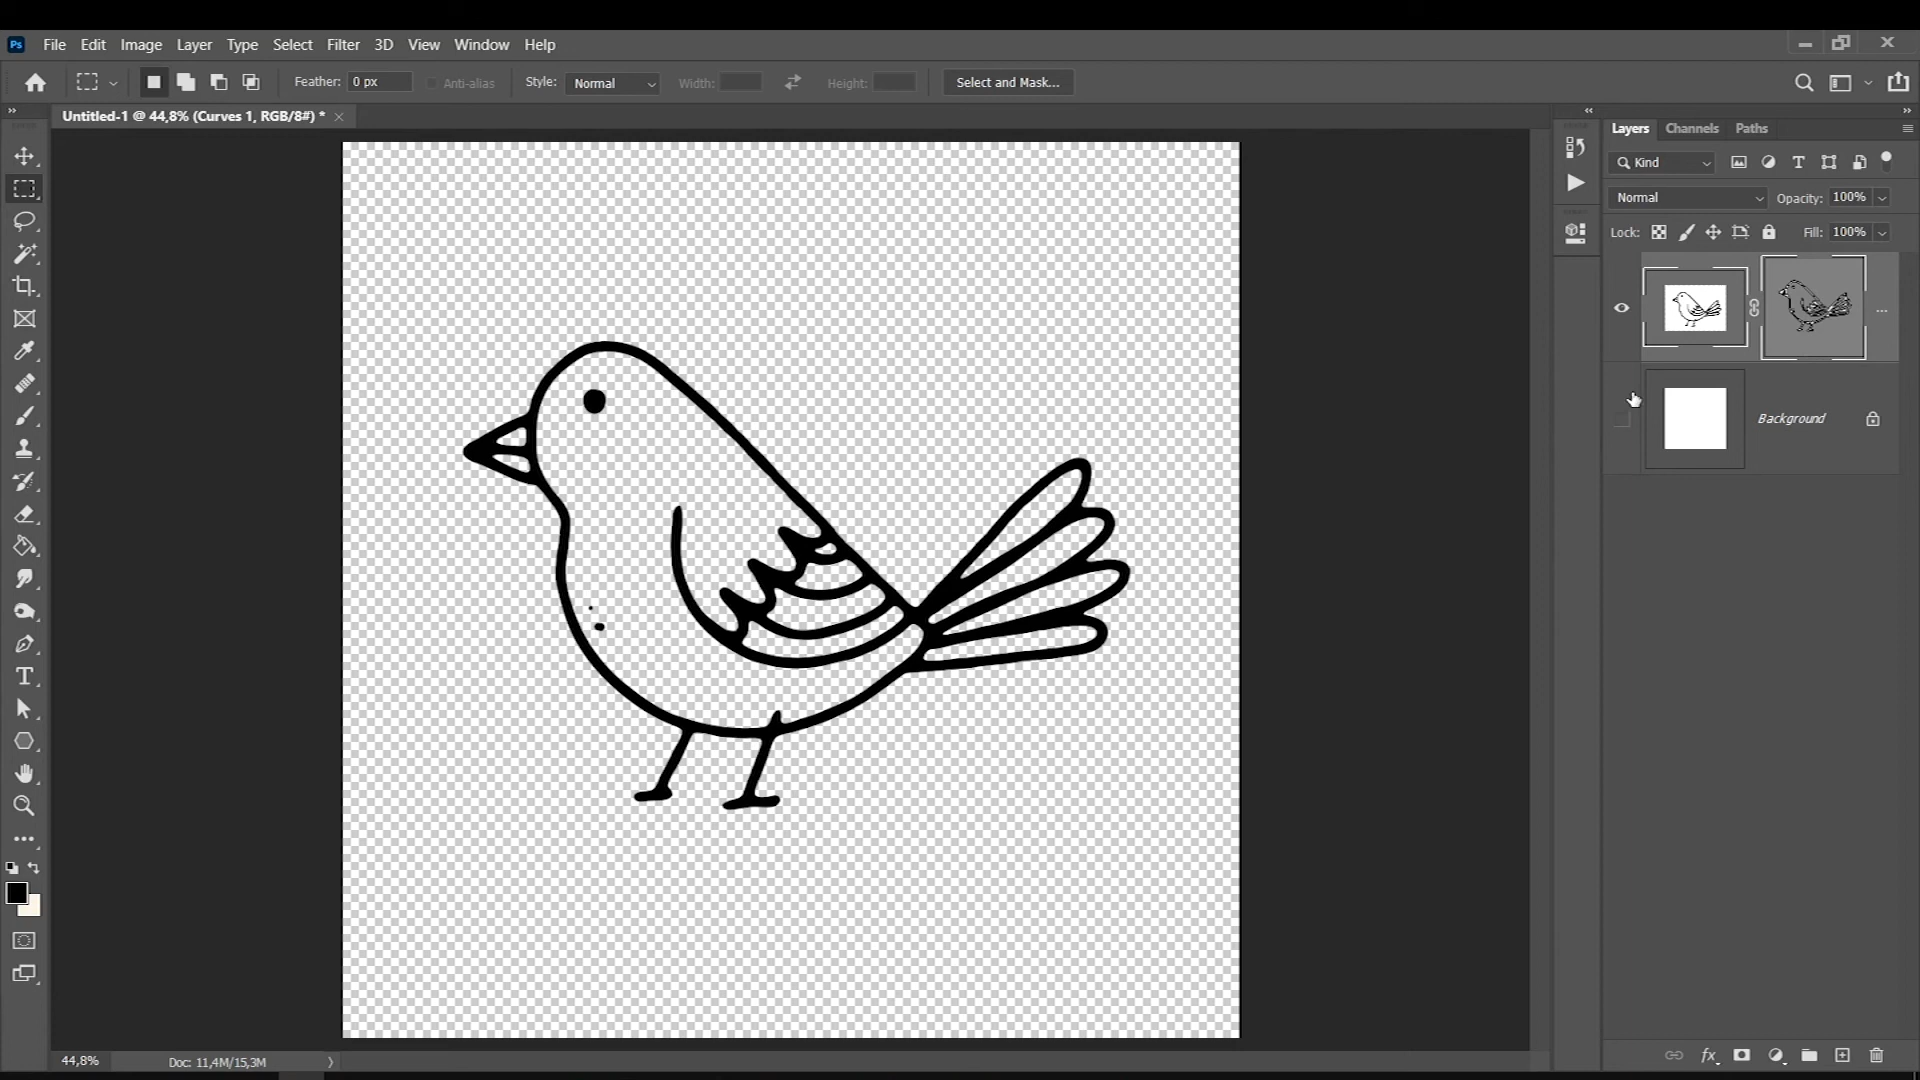 Ps File Edit Image Layer Type Select Filter 3D View Window Help
Feather: 0 px Anti-alias Style: Normal Width: Height: Select and Mask...
Untitled-1 @ 44,8% (Curves 1, RGB/8#) *
Layers Channels Paths
Kind
Normal Opacity: 100%
Lock: Fill: 100%
...
Background
44,8% Doc: 11,4M/15,3M
fx